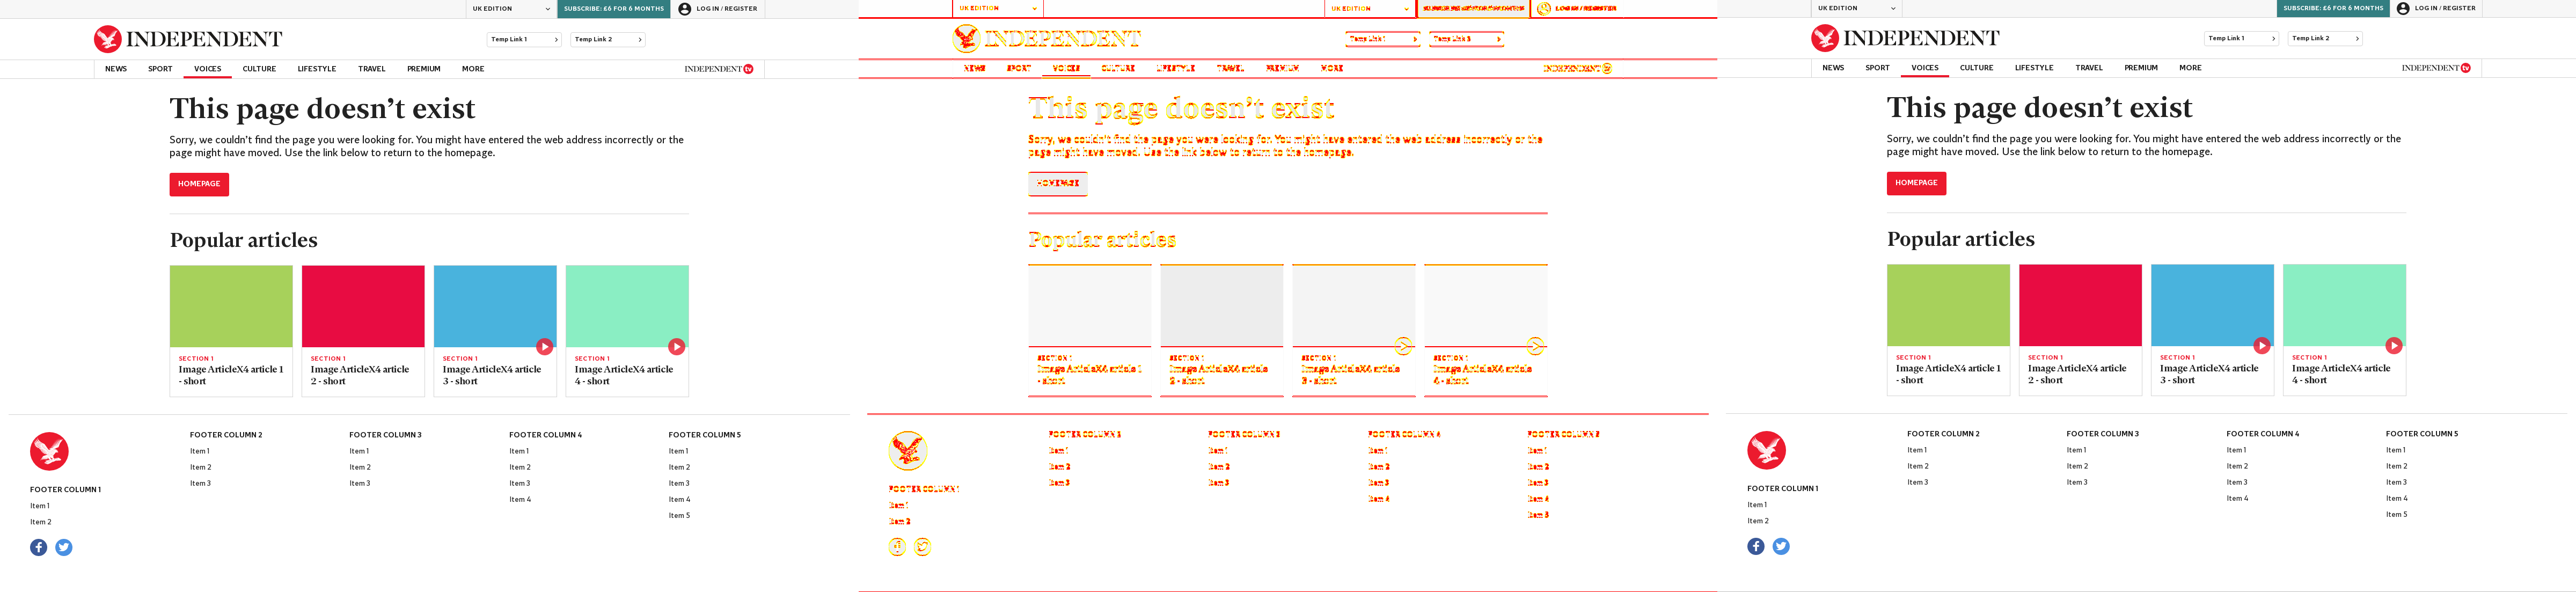 UK EDITION
SUBSCRIBE: £6 FOR 6 MONTHS
LOG IN / REGISTER
INDEPENDENT
Temp Link 1
Temp Link 2
NEWS SPORT VOICES CULTURE LIFESTYLE TRAVEL PREMIUM MORE
INDEPENDENT tv
This page doesn’t exist
Sorry, we couldn’t find the page you were looking for. You might have entered the web address incorrectly or the
page might have moved. Use the link below to return to the homepage.
HOMEPAGE
Popular articles
SECTION 1
Image ArticleX4 article 1
- short
SECTION 1
Image ArticleX4 article
2 - short
SECTION 1
Image ArticleX4 article
3 - short
SECTION 1
Image ArticleX4 article
4 - short
FOOTER COLUMN 1
Item 1
Item 2
FOOTER COLUMN 2
Item 1
Item 2
Item 3
FOOTER COLUMN 3
Item 1
Item 2
Item 3
FOOTER COLUMN 4
Item 1
Item 2
Item 3
Item 4
FOOTER COLUMN 5
Item 1
Item 2
Item 3
Item 4
Item 5
UK EDITION
UK EDITION
LOG IN / REGISTER
INDEPENDENT
Temp Link 1
Temp Link
NEWS SPORT VOICES CULTURE LIFESTYLE TRAVEL PREMIUM MORE
INDEPENDENT
This page doesn’t exist
Sorry, we couldn’t find the page you were looking for. You might have entered the web address incorrectly or the
page might have moved. Use the link below to return to the homepage.
HOMEPAGE
Popular articles
SECTION 1
Image ArticleX4 article 1
- short
SECTION 1
Image ArticleX4 article
2 - short
SECTION 1
Image ArticleX4 article
3 - short
SECTION 1
Image ArticleX4 article
4 - short
FOOTER COLUMN
Item 1
Item 2
FOOTER COLUMN
Item 1
Item 2
Item 3
FOOTER COLUMN
Item 1
Item 2
Item 3
FOOTER COLUMN
Item 1
Item 2
Item 3
Item 4
FOOTER COLUMN
Item 1
Item 2
Item 3
Item 4
Item
UK EDITION
SUBSCRIBE: £6 FOR 6 MONTHS
LOG IN / REGISTER
INDEPENDENT
Temp Link 1
Temp Link 2
NEWS SPORT VOICES CULTURE LIFESTYLE TRAVEL PREMIUM MORE
INDEPENDENT tv
This page doesn’t exist
Sorry, we couldn’t find the page you were looking for. You might have entered the web address incorrectly or the
page might have moved. Use the link below to return to the homepage.
HOMEPAGE
Popular articles
SECTION 1
Image ArticleX4 article 1
- short
SECTION 1
Image ArticleX4 article
2 - short
SECTION 1
Image ArticleX4 article
3 - short
SECTION 1
Image ArticleX4 article
4 - short
FOOTER COLUMN 1
Item 1
Item 2
FOOTER COLUMN 2
Item 1
Item 2
Item 3
FOOTER COLUMN 3
Item 1
Item 2
Item 3
FOOTER COLUMN 4
Item 1
Item 2
Item 3
Item 4
FOOTER COLUMN 5
Item 1
Item 2
Item 3
Item 4
Item 5